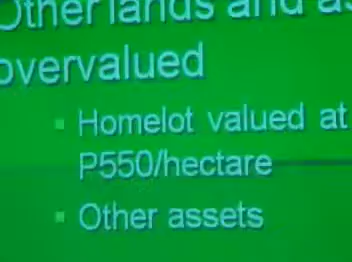 Other lands and as
overvalued
Homelot valued at
P550/hectare
Other assets